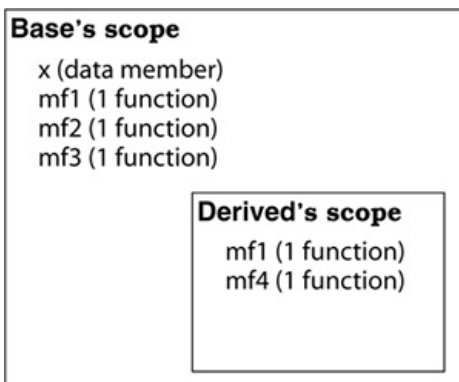 Base's scope
x (data member)
mf1 (1 function)
mf2 (1 function)
mf3 (1 function)
Derived's scope
mf1 (1 function)
mf4 (1 function)